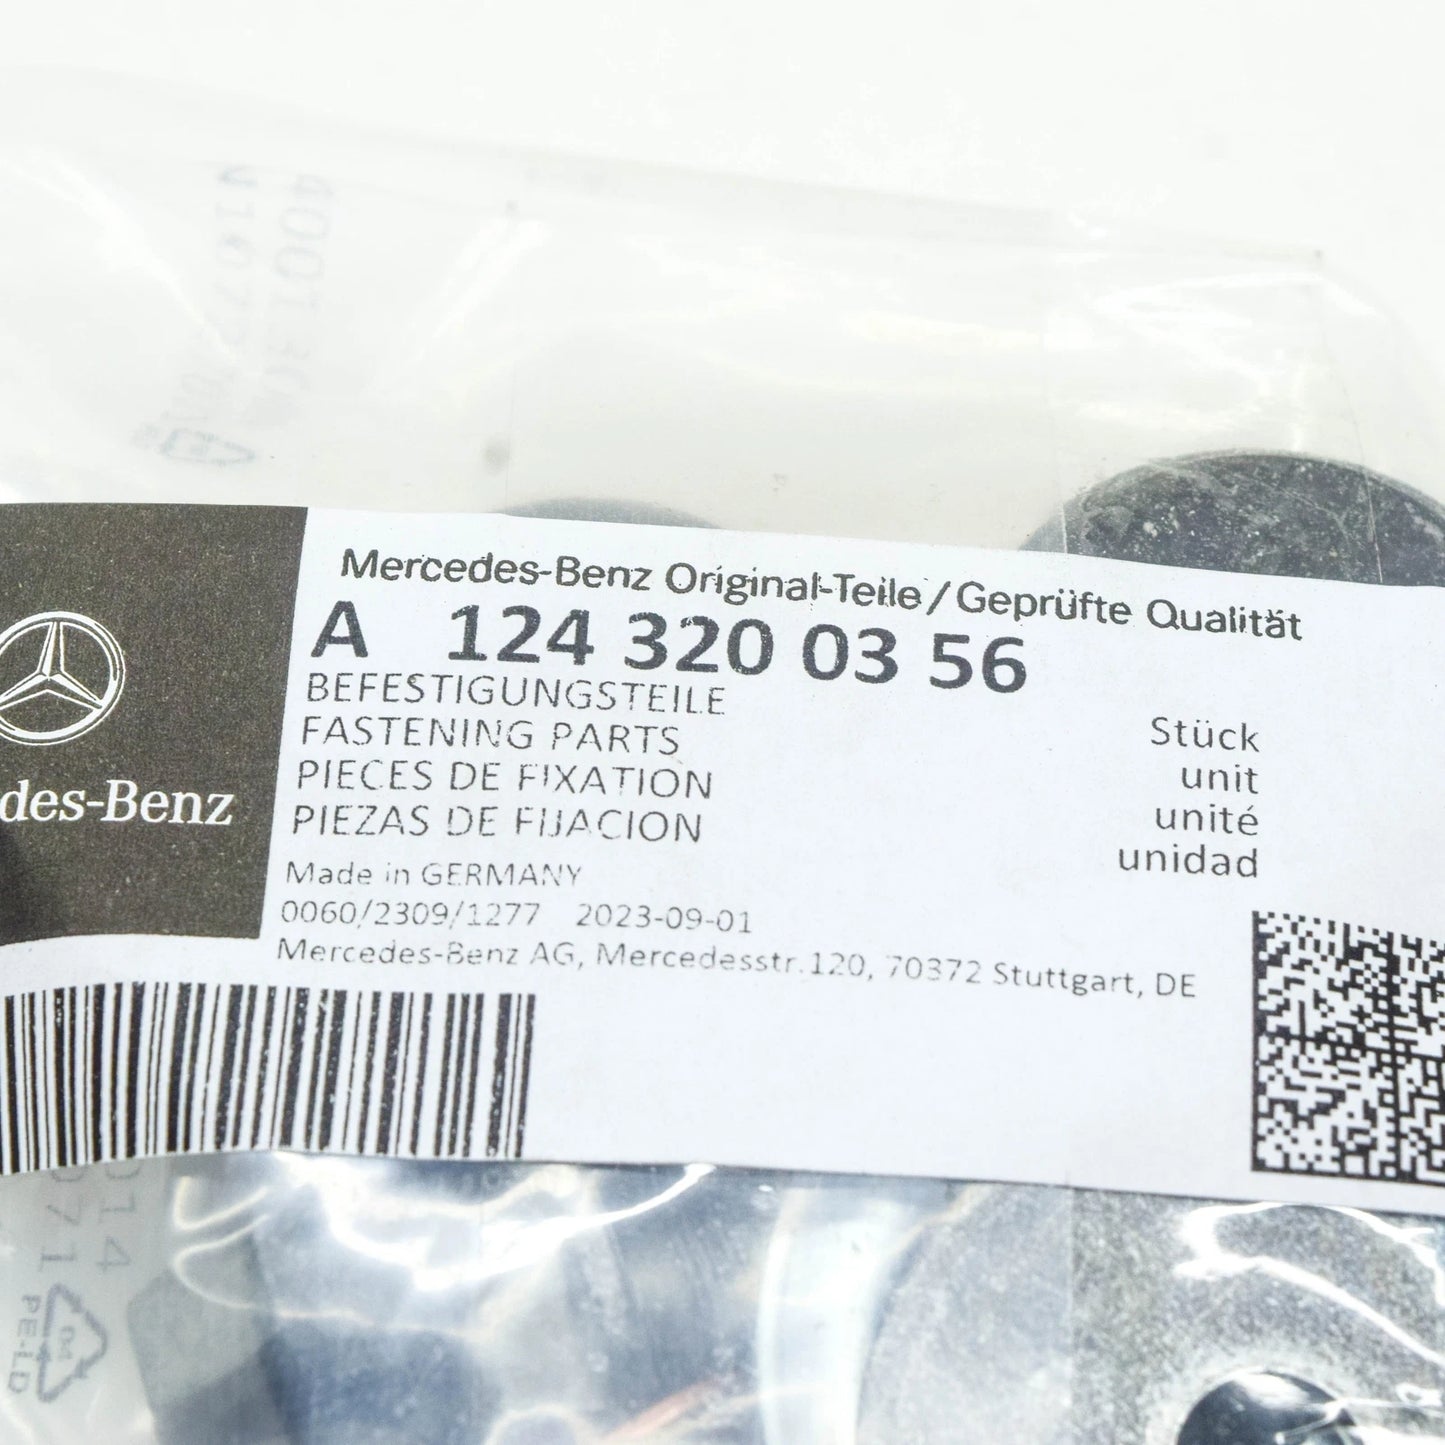 Mercedes-Benz Original-Teile/Geprüfte Qualität
A 124 320 03 56
BEFESTIGUNGSTEILE
FASTENING PARTS
PIECES DE FIXATION
PIEZAS DE FIJACION
Stück
unit
unité
unidad
des-Benz
Made in GERMANY
0060/2309/1277 2023-09-01
Mercedes-Benz AG, Mercedesstr.120, 70372 Stuttgart, DE
PE-LD